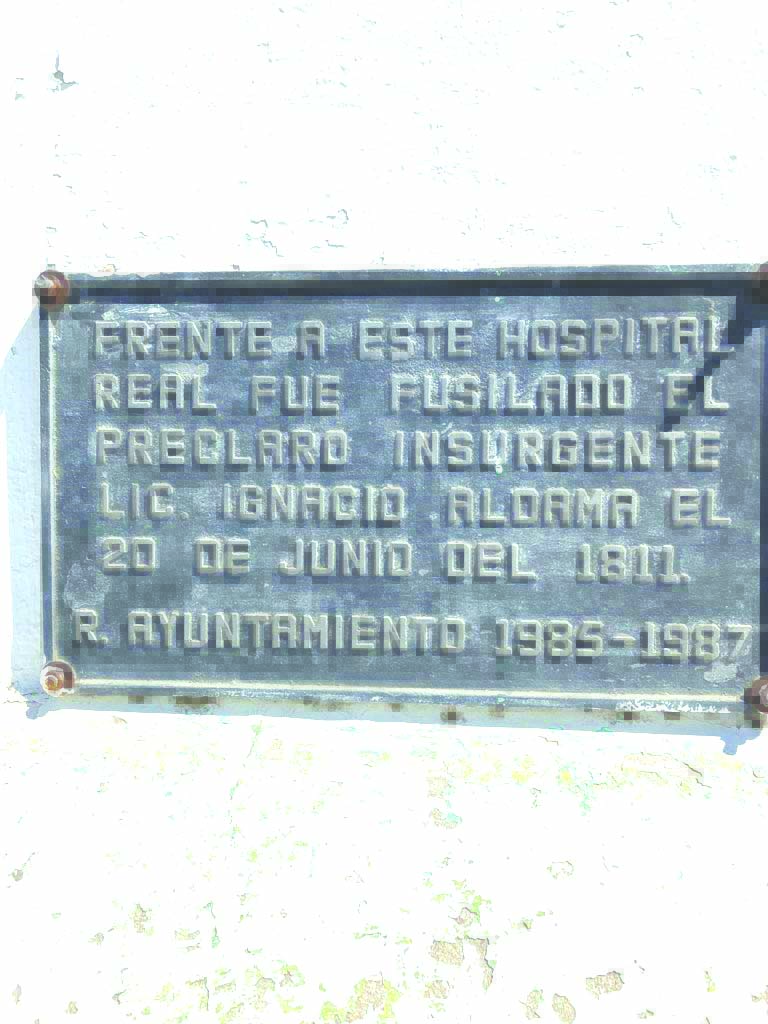 FRENTE A ESTE HOSPITAL
REAL FUE FUSILADO EL
PRECLARO INSURGENTE
LIC. IGNACIO ALDAMA EL
20 DE JUNIO DEL 1811.
R. AYUNTAMIENTO 1985-1987